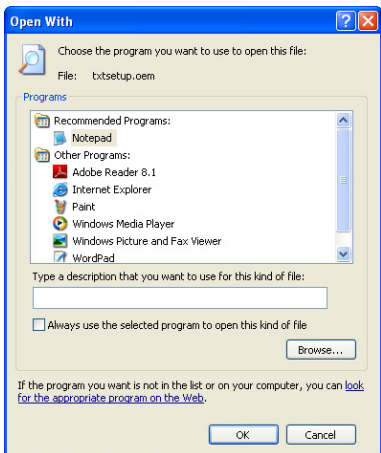 Open With
Choose the program you want to use to open this file:
File: txtsetup.oem
Programs
Recommended Programs:
Notepad
Other Programs:
Adobe Reader 8.1
Internet Explorer
Paint
Windows Media Player
Windows Picture and Fax Viewer
WordPad
Type a description that you want to use for this kind of file:
Always use the selected program to open this kind of file
Browse...
If the program you want is not in the list or on your computer, you can look
for the appropriate program on the Web.
OK Cancel